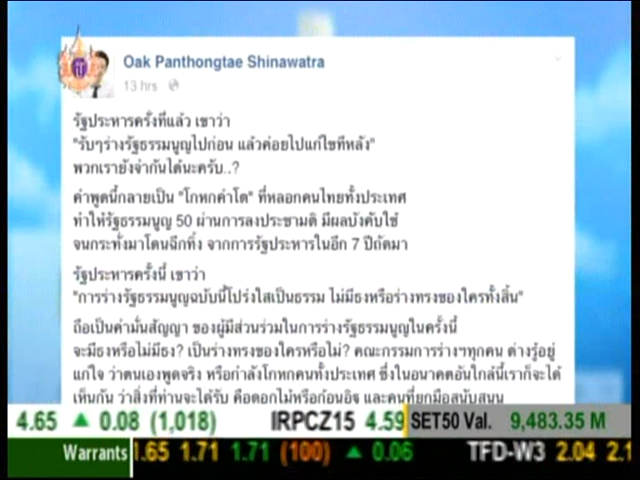 Oak Panthongtae Shinawatra
13 hrs
รัฐประหารครั้งที่แล้ว เขาว่า
"รับๆร่างรัฐธรรมนูญไปก่อน แล้วค่อยไปแก้ไขทีหลัง"
พวกเรายังจำกันได้นะครับ..?
คำพูดนี้กลายเป็น "โกหกคำโต" ที่หลอกคนไทยทั้งประเทศ
ทำให้รัฐธรรมนูญ 50 ผ่านการลงประชามติ มีผลบังคับใช้
จนกระทั่งมาโดนฉีกทิ้ง จากการรัฐประหารในอีก 7 ปีถัดมา
รัฐประหารครั้งนี้ เขาว่า
"การร่างรัฐธรรมนูญฉบับนี้โปร่งใสเป็นธรรม ไม่มีธงหรือร่างทรงของใครทั้งสิ้น"
ถือเป็นคำมั่นสัญญา ของผู้มีส่วนร่วมในการร่างรัฐธรรมนูญในครั้งนี้
จะมีธงหรือไม่มีธง? เป็นร่างทรงของใครหรือไม่? คณะกรรมการร่างฯทุกคน ต่างรู้อยู่
แก่ใจ ว่าตนเองพูดจริง หรือกำลังโกหกคนทั้งประเทศ ซึ่งในอนาคตอันใกล้นี้เราก็จะได้
เห็นกัน ว่าสิ่งที่ท่านจะได้รับ คือดอกไม้หรือก้อนอิฐ และคนที่ยกมือสนับสนุน
4.65 ▲ 0.08 (1,018) IRPCZ15 4.59 SET50 Val. 9,483.35 M
Warrants 1.65 1.71 1.71 (100) ▲ 0.06 TFD-W3 2.04